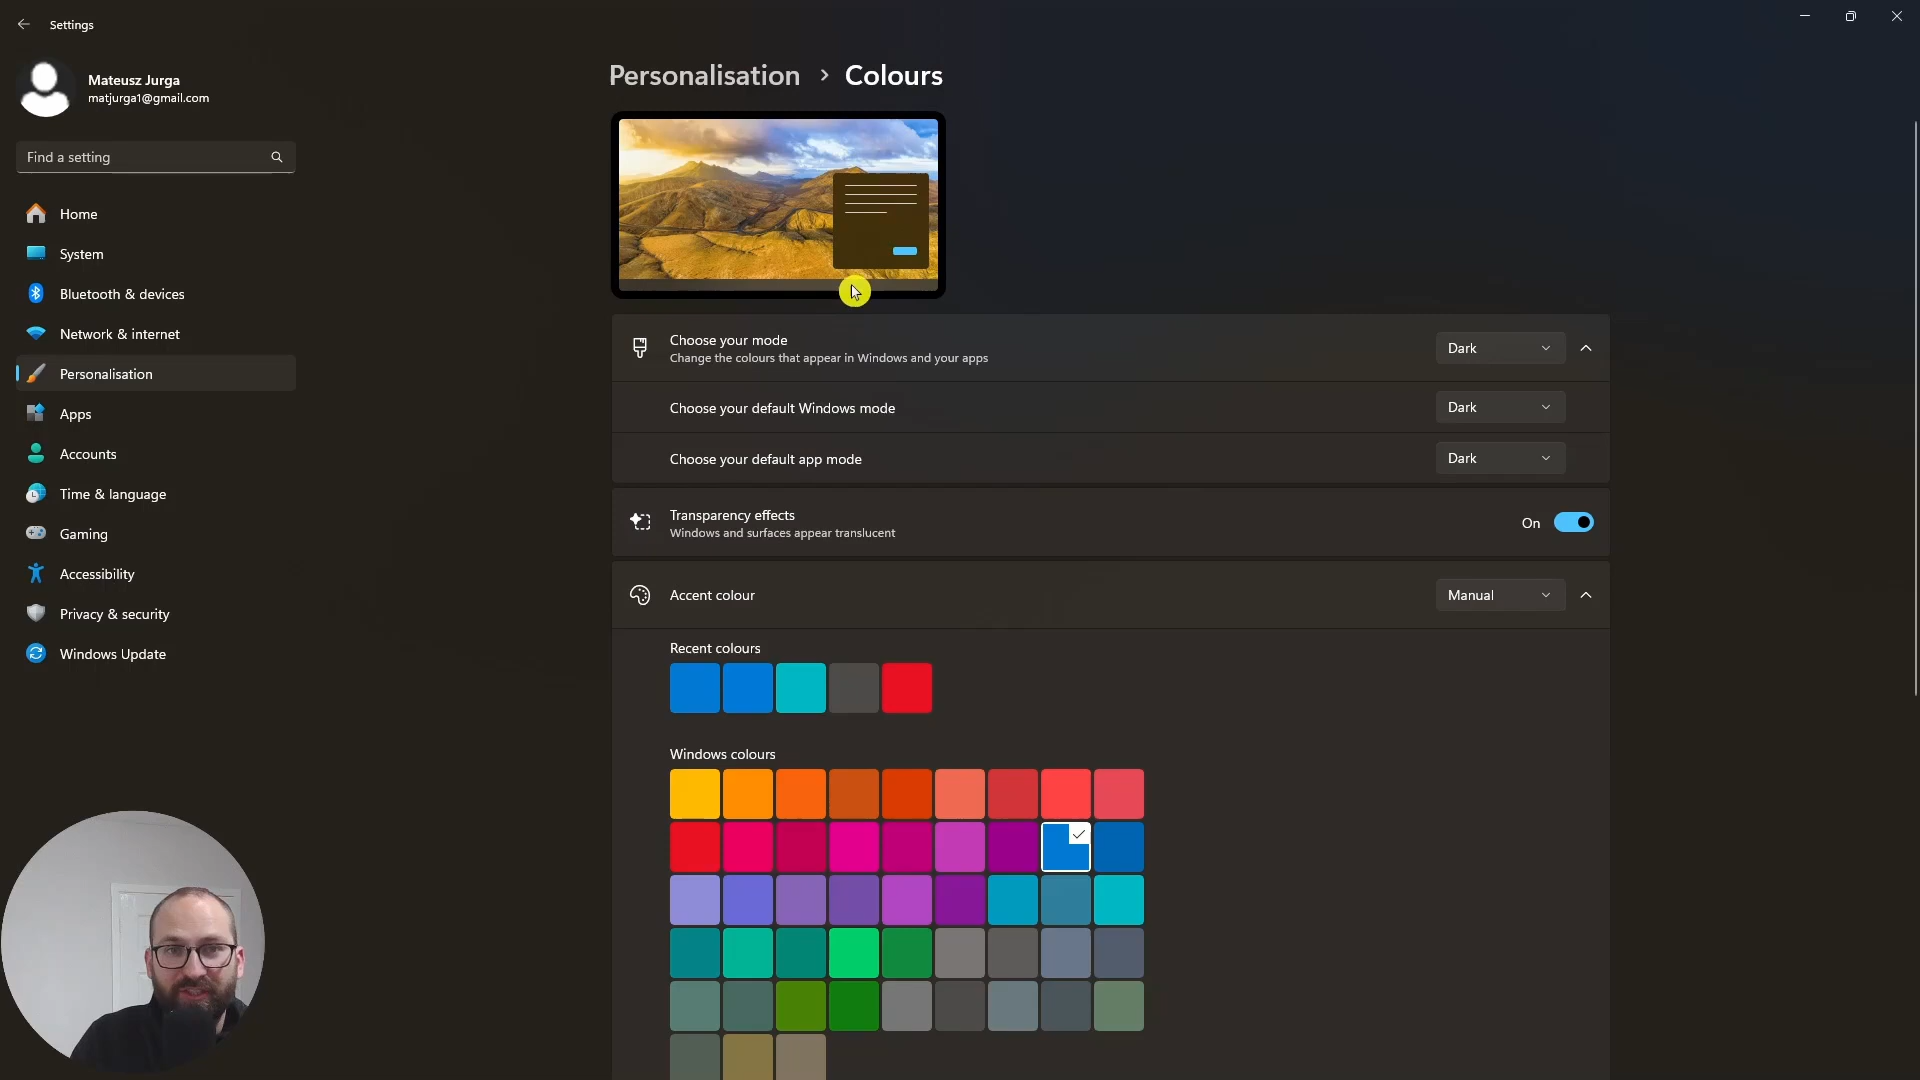 Settings
Mateusz Jurga
matjurga1@gmail.com
Find a setting
Home
System
Bluetooth & devices
Network & internet
Personalisation
Apps
Accounts
Time & language
Gaming
Accessibility
Privacy & security
Windows Update
Personalisation > Colours
Choose your mode
Change the colours that appear in Windows and your apps
Dark
Choose your default Windows mode
Dark
Choose your default app mode
Dark
Transparency effects
Windows and surfaces appear translucent
On
Accent colour
Manual
Recent colours
Windows colours